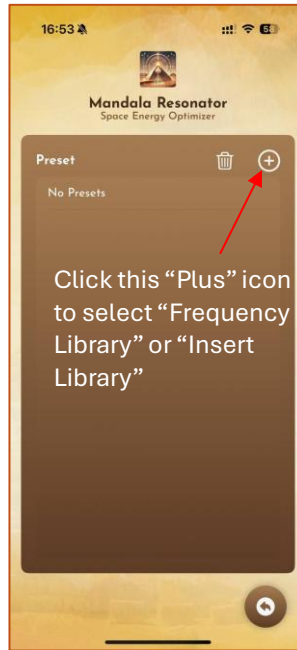 16:53
Mandala Resonator
Space Energy Optimizer
Preset
No Presets
Click this “Plus” icon
to select “Frequency
Library” or “Insert
Library”